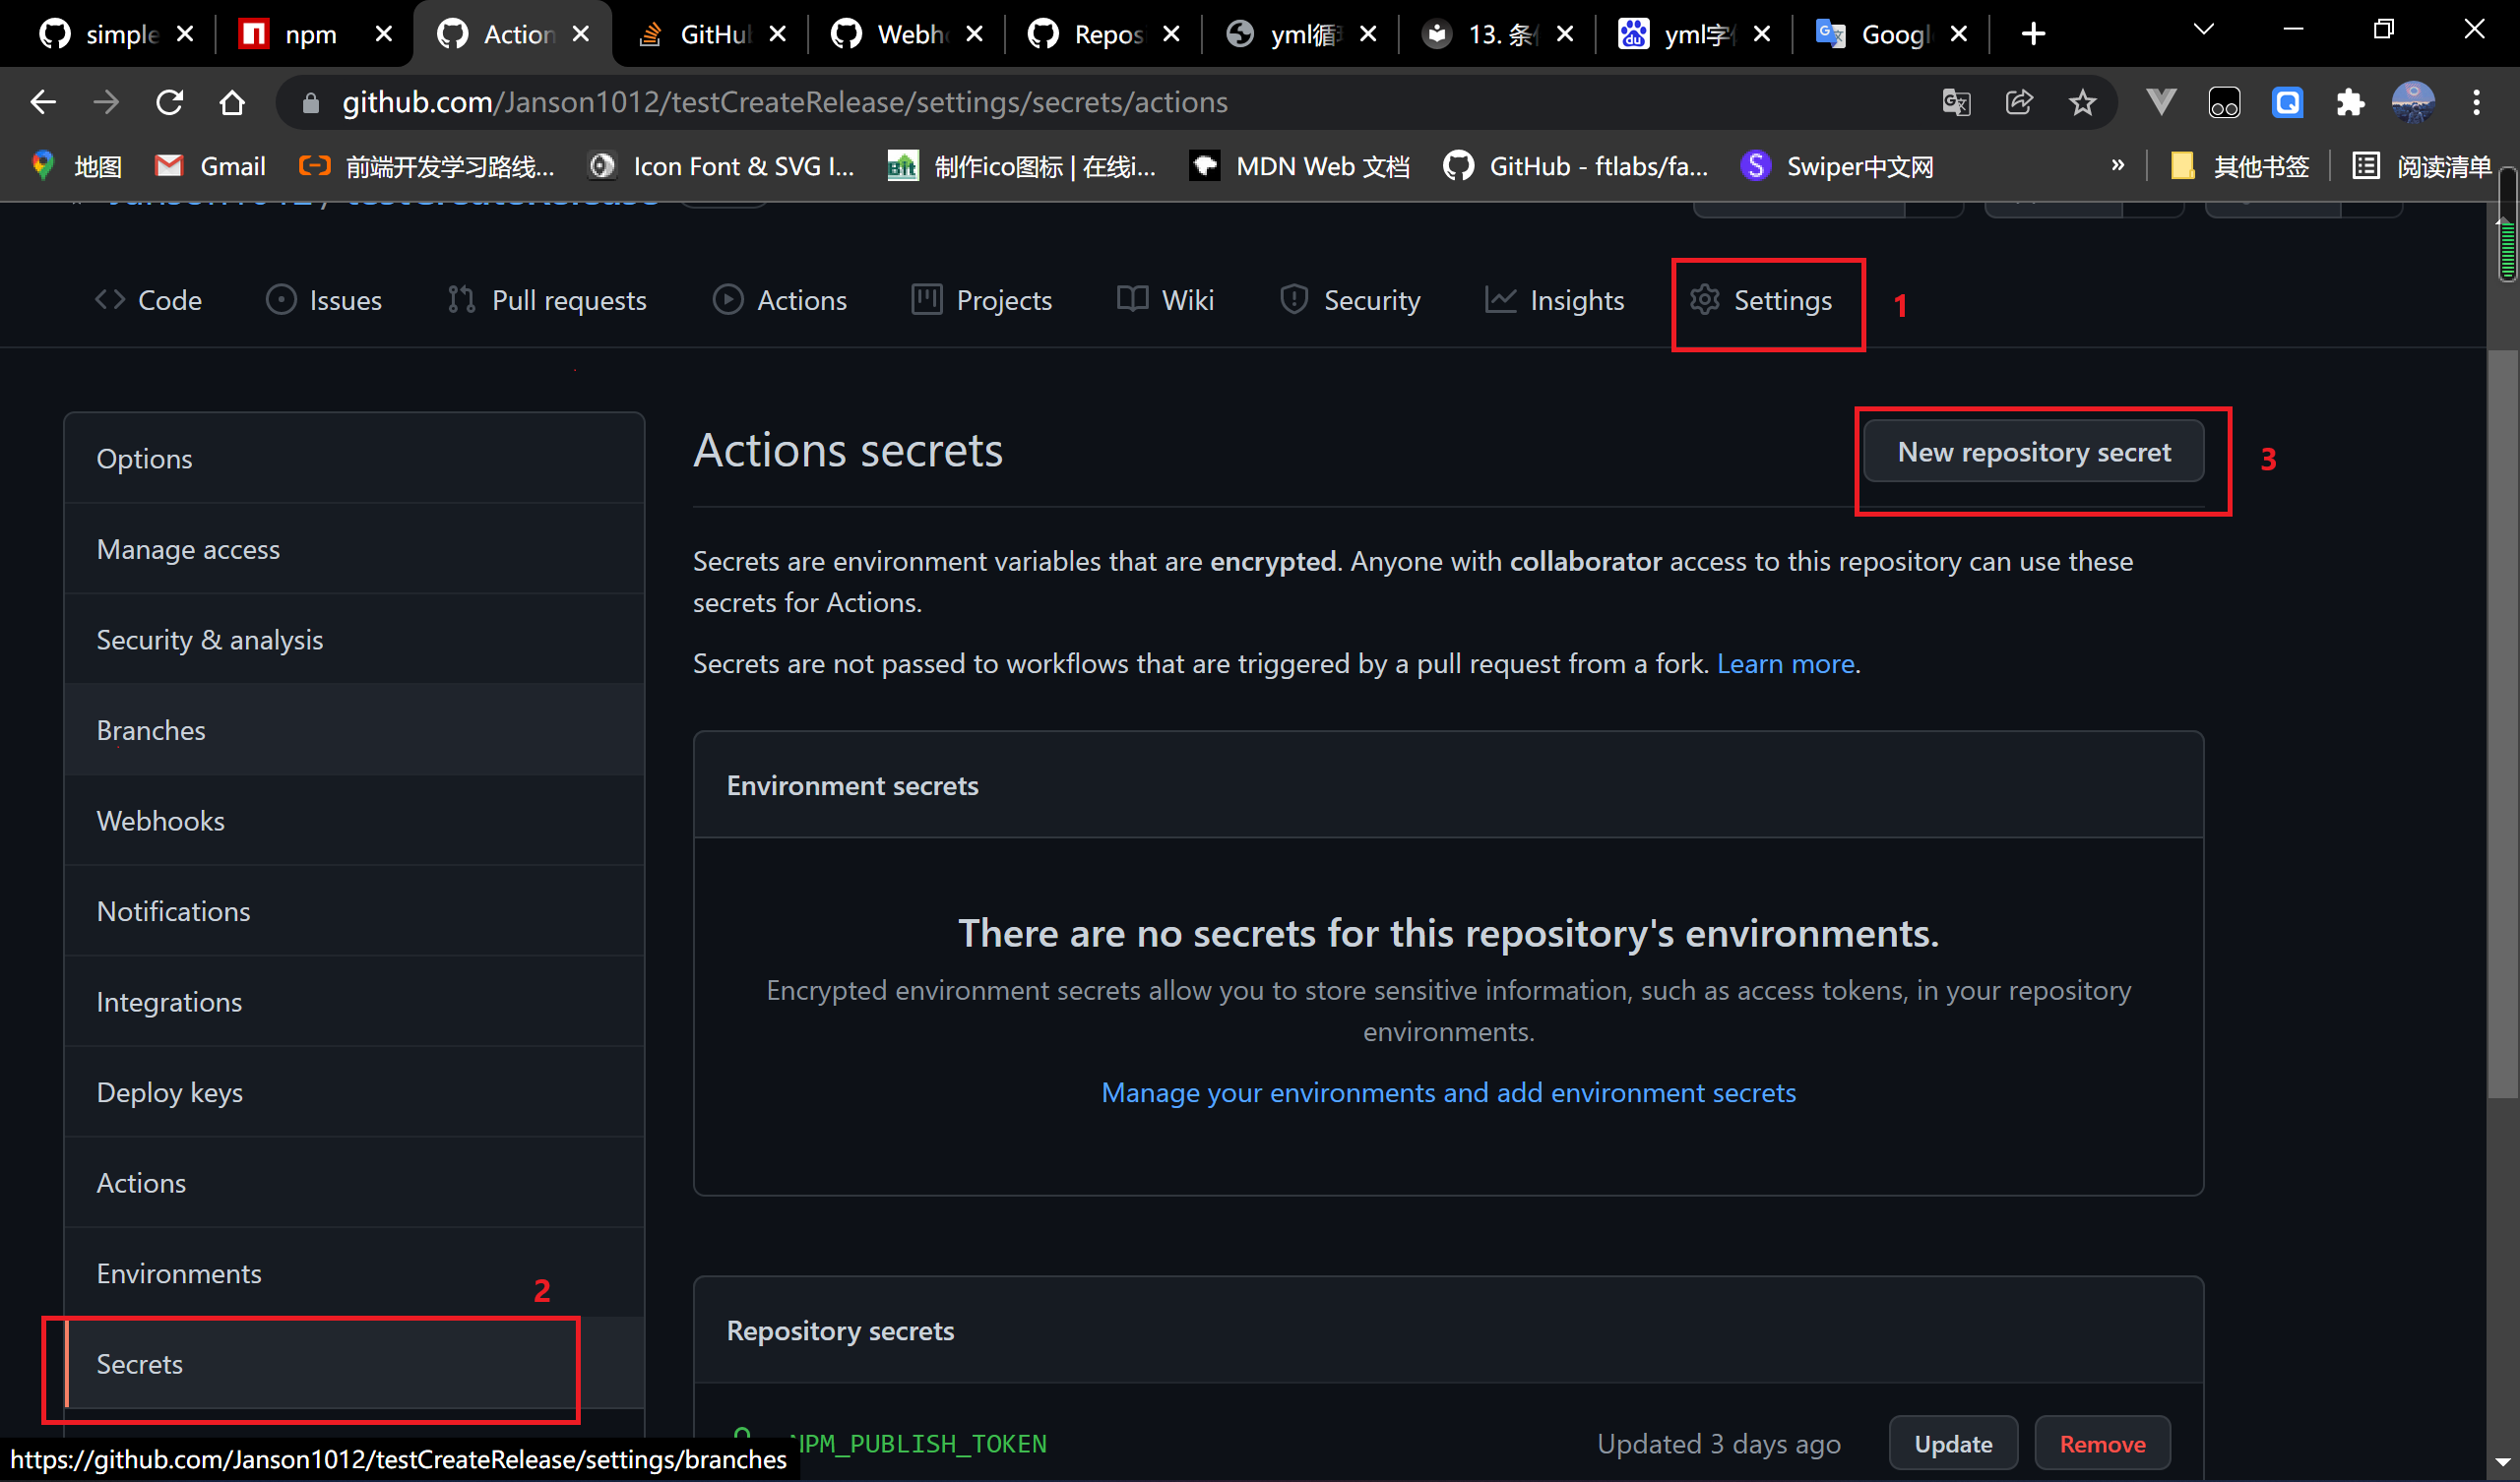 simple
npm
Action
GitHu
Webh
Repos
yml循
13. 条
yml字
Googl
github.com/Janson1012/testCreateRelease/settings/secrets/actions
地图
Gmail
前端开发学习路线...
Icon Font & SVG I...
制作ico图标 | 在线i...
MDN Web 文档
GitHub - ftlabs/fa...
Swiper中文网
»
其他书签
阅读清单
Janson1012 / testCreateRelease
Code
Issues
Pull requests
Actions
Projects
Wiki
Security
Insights
Settings
1
Options
Manage access
Security & analysis
Branches
Webhooks
Notifications
Integrations
Deploy keys
Actions
Environments
2
Secrets
Actions secrets
New repository secret
3
Secrets are environment variables that are encrypted. Anyone with collaborator access to this repository can use these
secrets for Actions.
Secrets are not passed to workflows that are triggered by a pull request from a fork. Learn more.
Environment secrets
There are no secrets for this repository's environments.
Encrypted environment secrets allow you to store sensitive information, such as access tokens, in your repository
environments.
Manage your environments and add environment secrets
Repository secrets
NPM_PUBLISH_TOKEN
Updated 3 days ago
Update
Remove
https://github.com/Janson1012/testCreateRelease/settings/branches